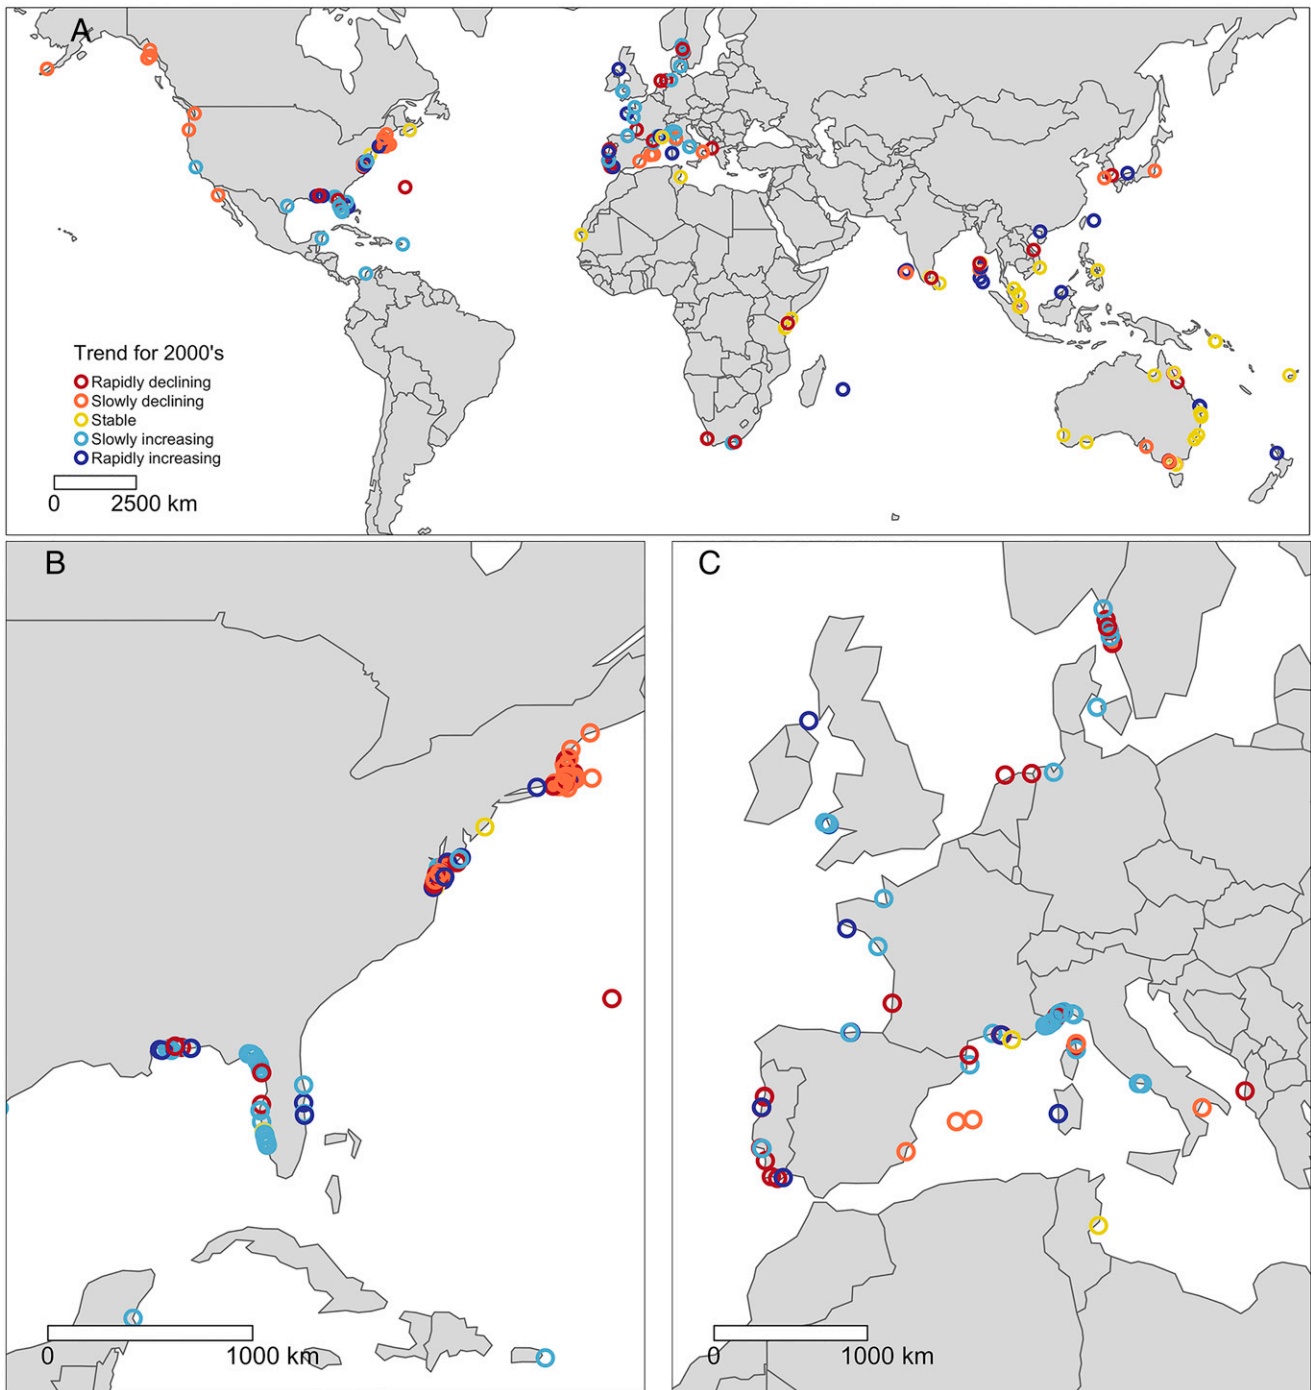 A
Trend for 2000's
Rapidly declining
Slowly declining
Stable
Slowly increasing
Rapidly increasing
0 2500 km
B
0 1000 km
C
0 1000 km